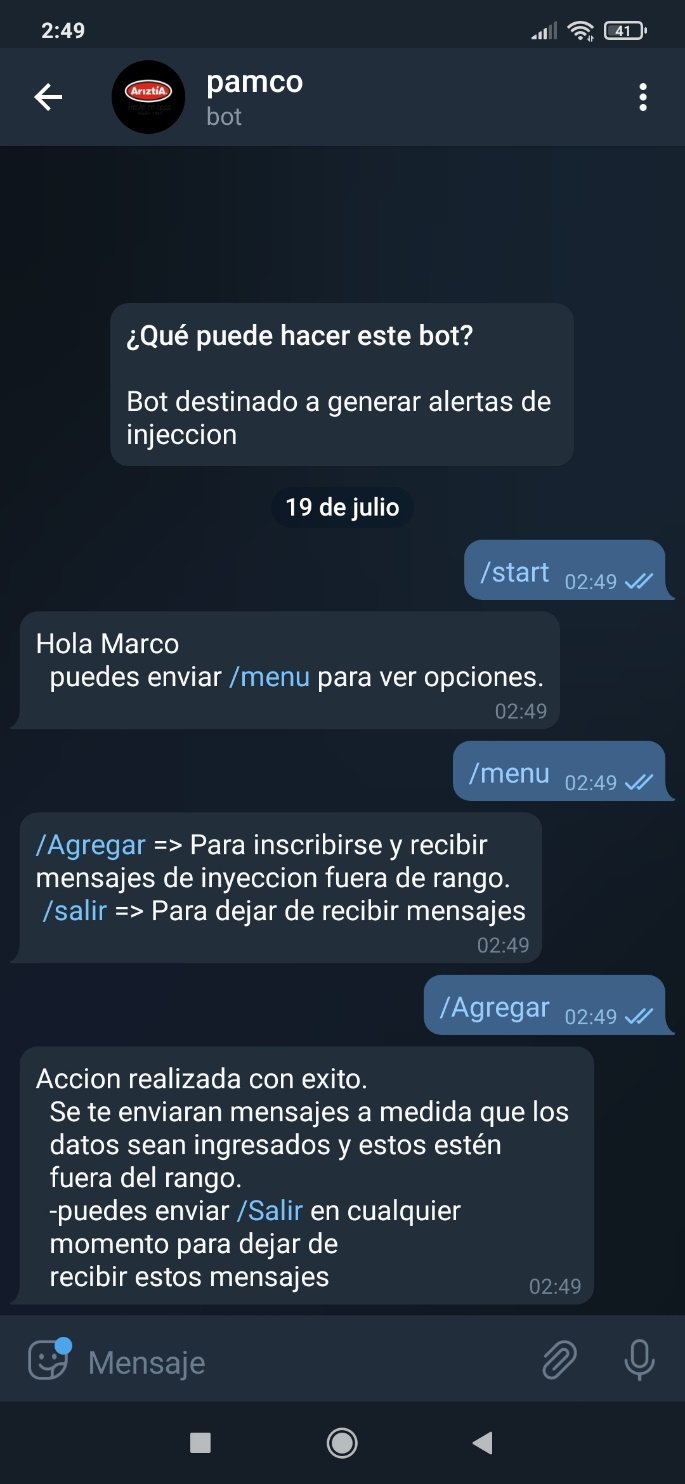 2:49
41
Ariztía
pamco
bot
¿Qué puede hacer este bot?
Bot destinado a generar alertas de
injeccion
19 de julio
/start 02:49
Hola Marco
puedes enviar /menu para ver opciones.
02:49
/menu 02:49
/Agregar => Para inscribirse y recibir
mensajes de inyeccion fuera de rango.
/salir => Para dejar de recibir mensajes
02:49
/Agregar 02:49
Accion realizada con exito.
Se te enviaran mensajes a medida que los
datos sean ingresados y estos estén
fuera del rango.
-puedes enviar /Salir en cualquier
momento para dejar de
recibir estos mensajes
02:49
Mensaje